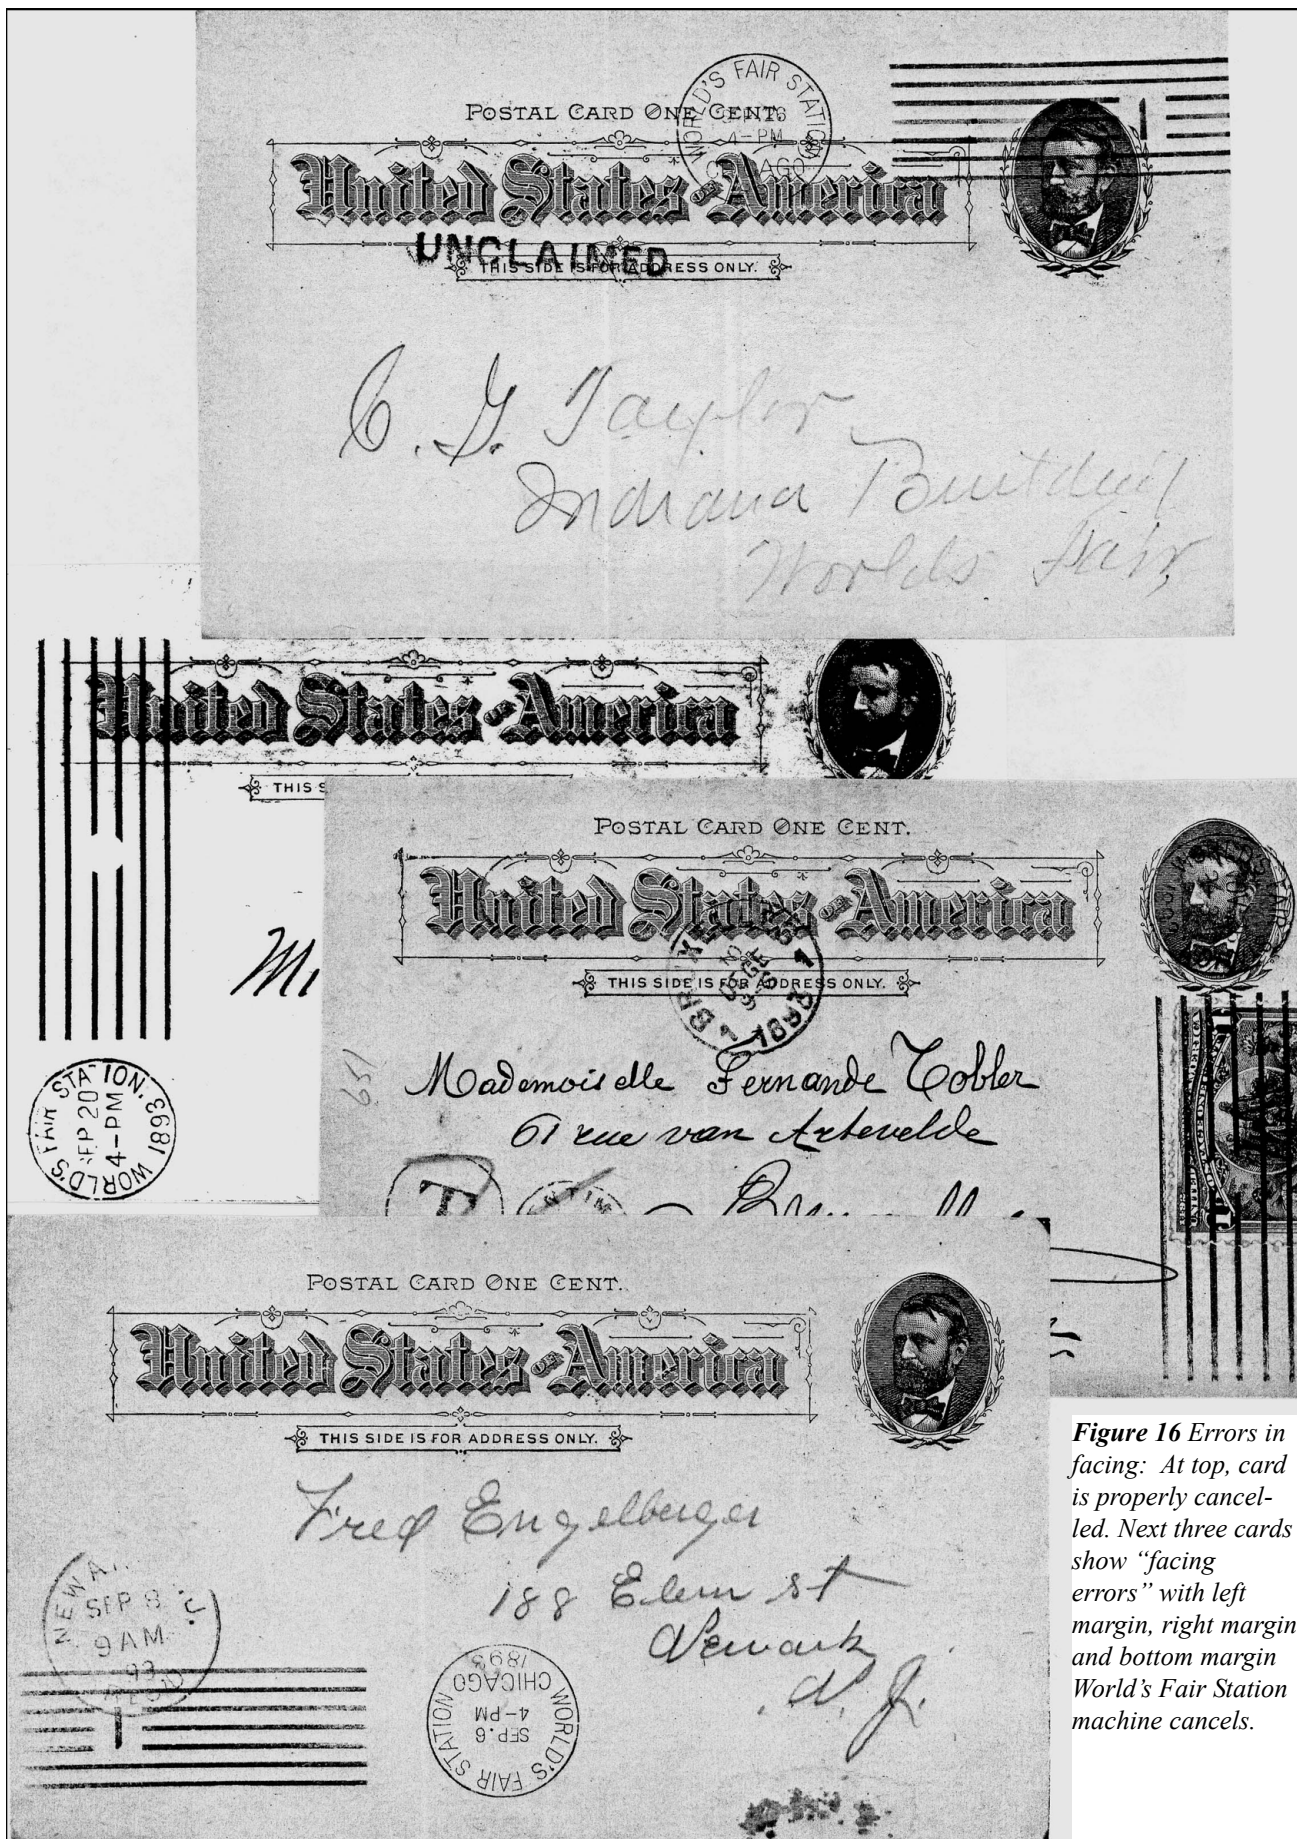 WORLD'S FAIR STATION
4-PM
POSTAL CARD ONE CENT.
United States of America
UNCLAIMED
THIS SIDE IS FOR ADDRESS ONLY.
C. G. Taylor
Indiana Building
Worlds Fair
United States of America
THIS S
WORLD'S FAIR STATION. 1893
SEP 20
4-PM
POSTAL CARD ONE CENT.
United States of America
THIS SIDE IS FOR ADDRESS ONLY.
1893
651
Mademoiselle Fernande Tobler
61 rue van Artevelde
T
POSTAL CARD ONE CENT.
United States of America
THIS SIDE IS FOR ADDRESS ONLY.
Fred Engelberger
188 Elem st
Newark
N. J.
NEWA
SEP 8
9 AM
93
WORLD'S FAIR STATION
SEP. 6
4-PM
CHICAGO
1893
Figure 16 Errors in
facing: At top, card
is properly cancel-
led. Next three cards
show “facing
errors” with left
margin, right margin
and bottom margin
World’s Fair Station
machine cancels.